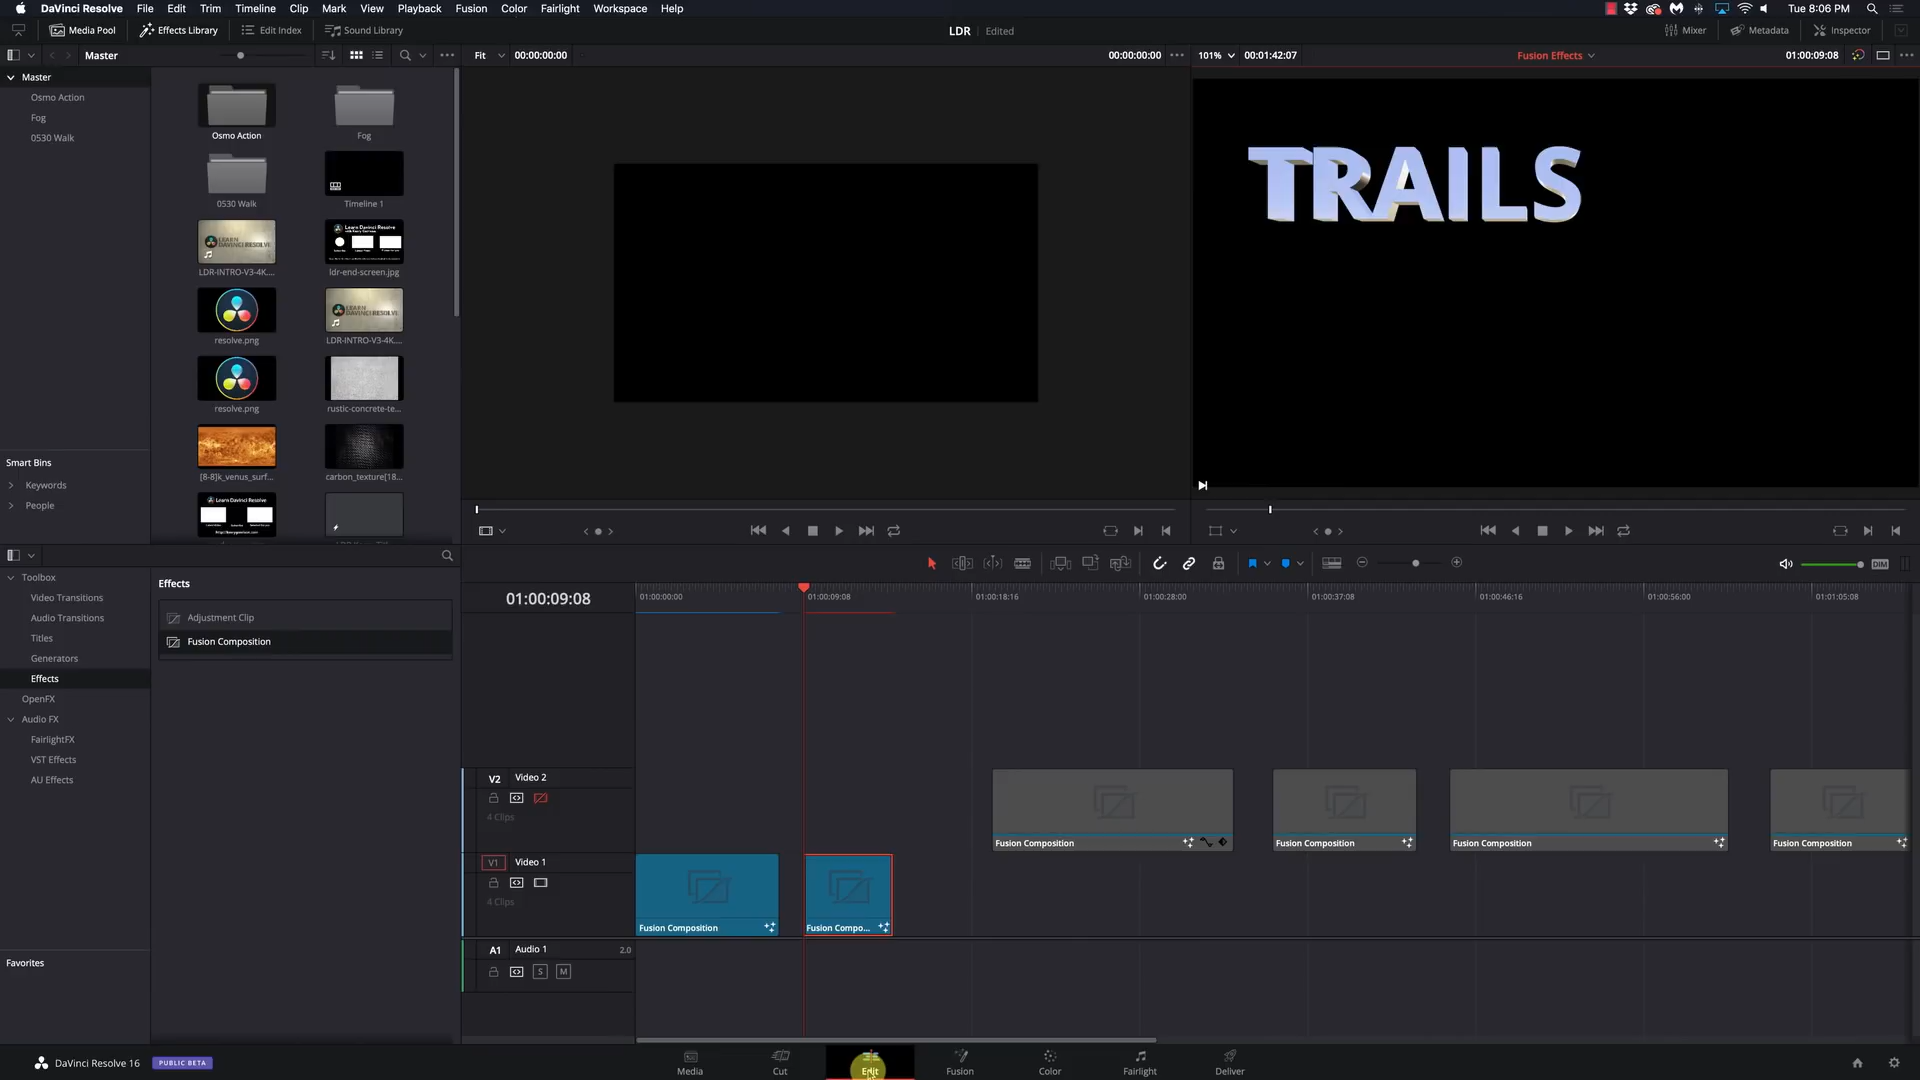 DaVinci Resolve File Edit Trim Timeline Clip Mark View Playback Fusion Color Fairlight Workspace Help Tue 8:06 PM
Media Pool Effects Library Edit Index Sound Library LDR Edited Mixer Metadata Inspector
Master Fit 00:00:00:00 00:00:00:00 101% 00:01:42:07 Fusion Effects 01:00:09:08
Master
Osmo Action
Fog
0530 Walk
Osmo Action Fog
0530 Walk Timeline 1
LDR-INTRO-V3-4K.... ldr-end-screen.jpg
resolve.png LDR-INTRO-V3-4K....
resolve.png rustic-concrete-te...
[8-8]k_venus_surf... carbon_texture[18...
TRAILS
Smart Bins
Keywords
People
Toolbox
Video Transitions
Audio Transitions
Titles
Generators
Effects
OpenFX
Audio FX
FairlightFX
VST Effects
AU Effects
Favorites
Effects
Adjustment Clip
Fusion Composition
DIM
01:00:09:08 01:00:00:00 01:00:09:08 01:00:18:16 01:00:28:00 01:00:37:08 01:00:46:16 01:00:56:00 01:01:05:08
V2 Video 2
4 Clips
Fusion Composition Fusion Composition Fusion Composition Fusion Composition
V1 Video 1
4 Clips
Fusion Composition Fusion Compo...
A1 Audio 1 2.0
S M
DaVinci Resolve 16 PUBLIC BETA Media Cut Edit Fusion Color Fairlight Deliver